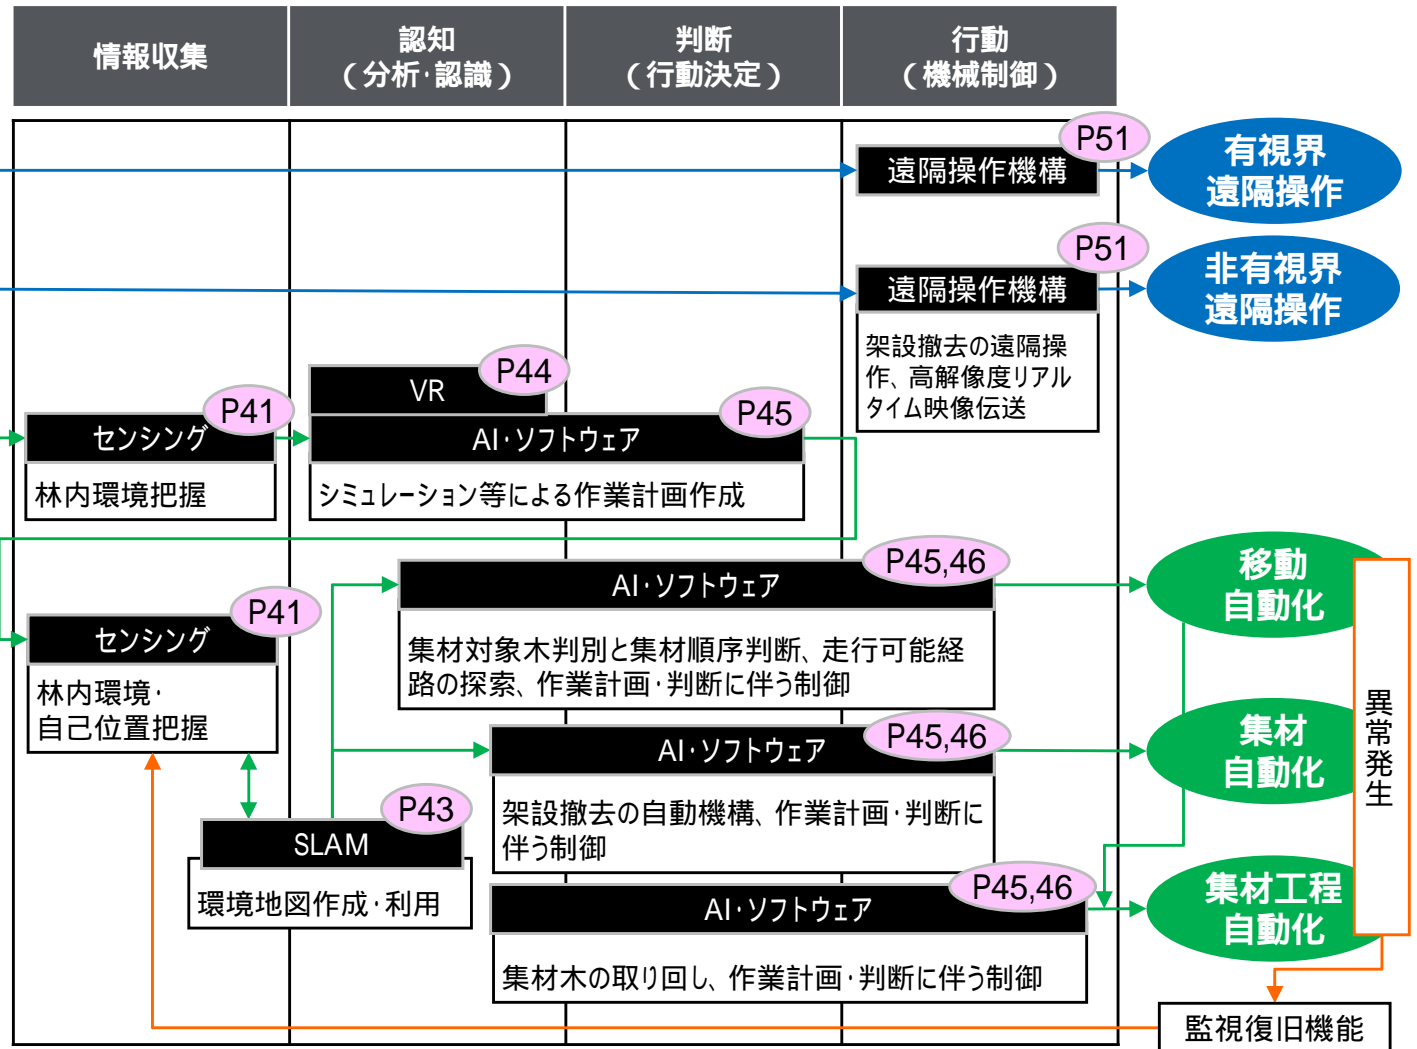 情報収集
認知
（分析・認識）
判断
（行動決定）
行動
（機械制御）
P51
遠隔操作機構
有視界
遠隔操作
P51
遠隔操作機構
架設撤去の遠隔操
作、高解像度リアル
タイム映像伝送
非有視界
遠隔操作
P44
VR
P41
センシング
林内環境把握
P45
AI・ソフトウェア
シミュレーション等による作業計画作成
P45,46
AI・ソフトウェア
集材対象木判別と集材順序判断、走行可能経
路の探索、作業計画・判断に伴う制御
移動
自動化
P41
センシング
林内環境・
自己位置把握
P45,46
AI・ソフトウェア
架設撤去の自動機構、作業計画・判断に
伴う制御
集材
自動化
異常発生
P43
SLAM
環境地図作成・利用
P45,46
AI・ソフトウェア
集材木の取り回し、作業計画・判断に伴う制御
集材工程
自動化
監視復旧機能